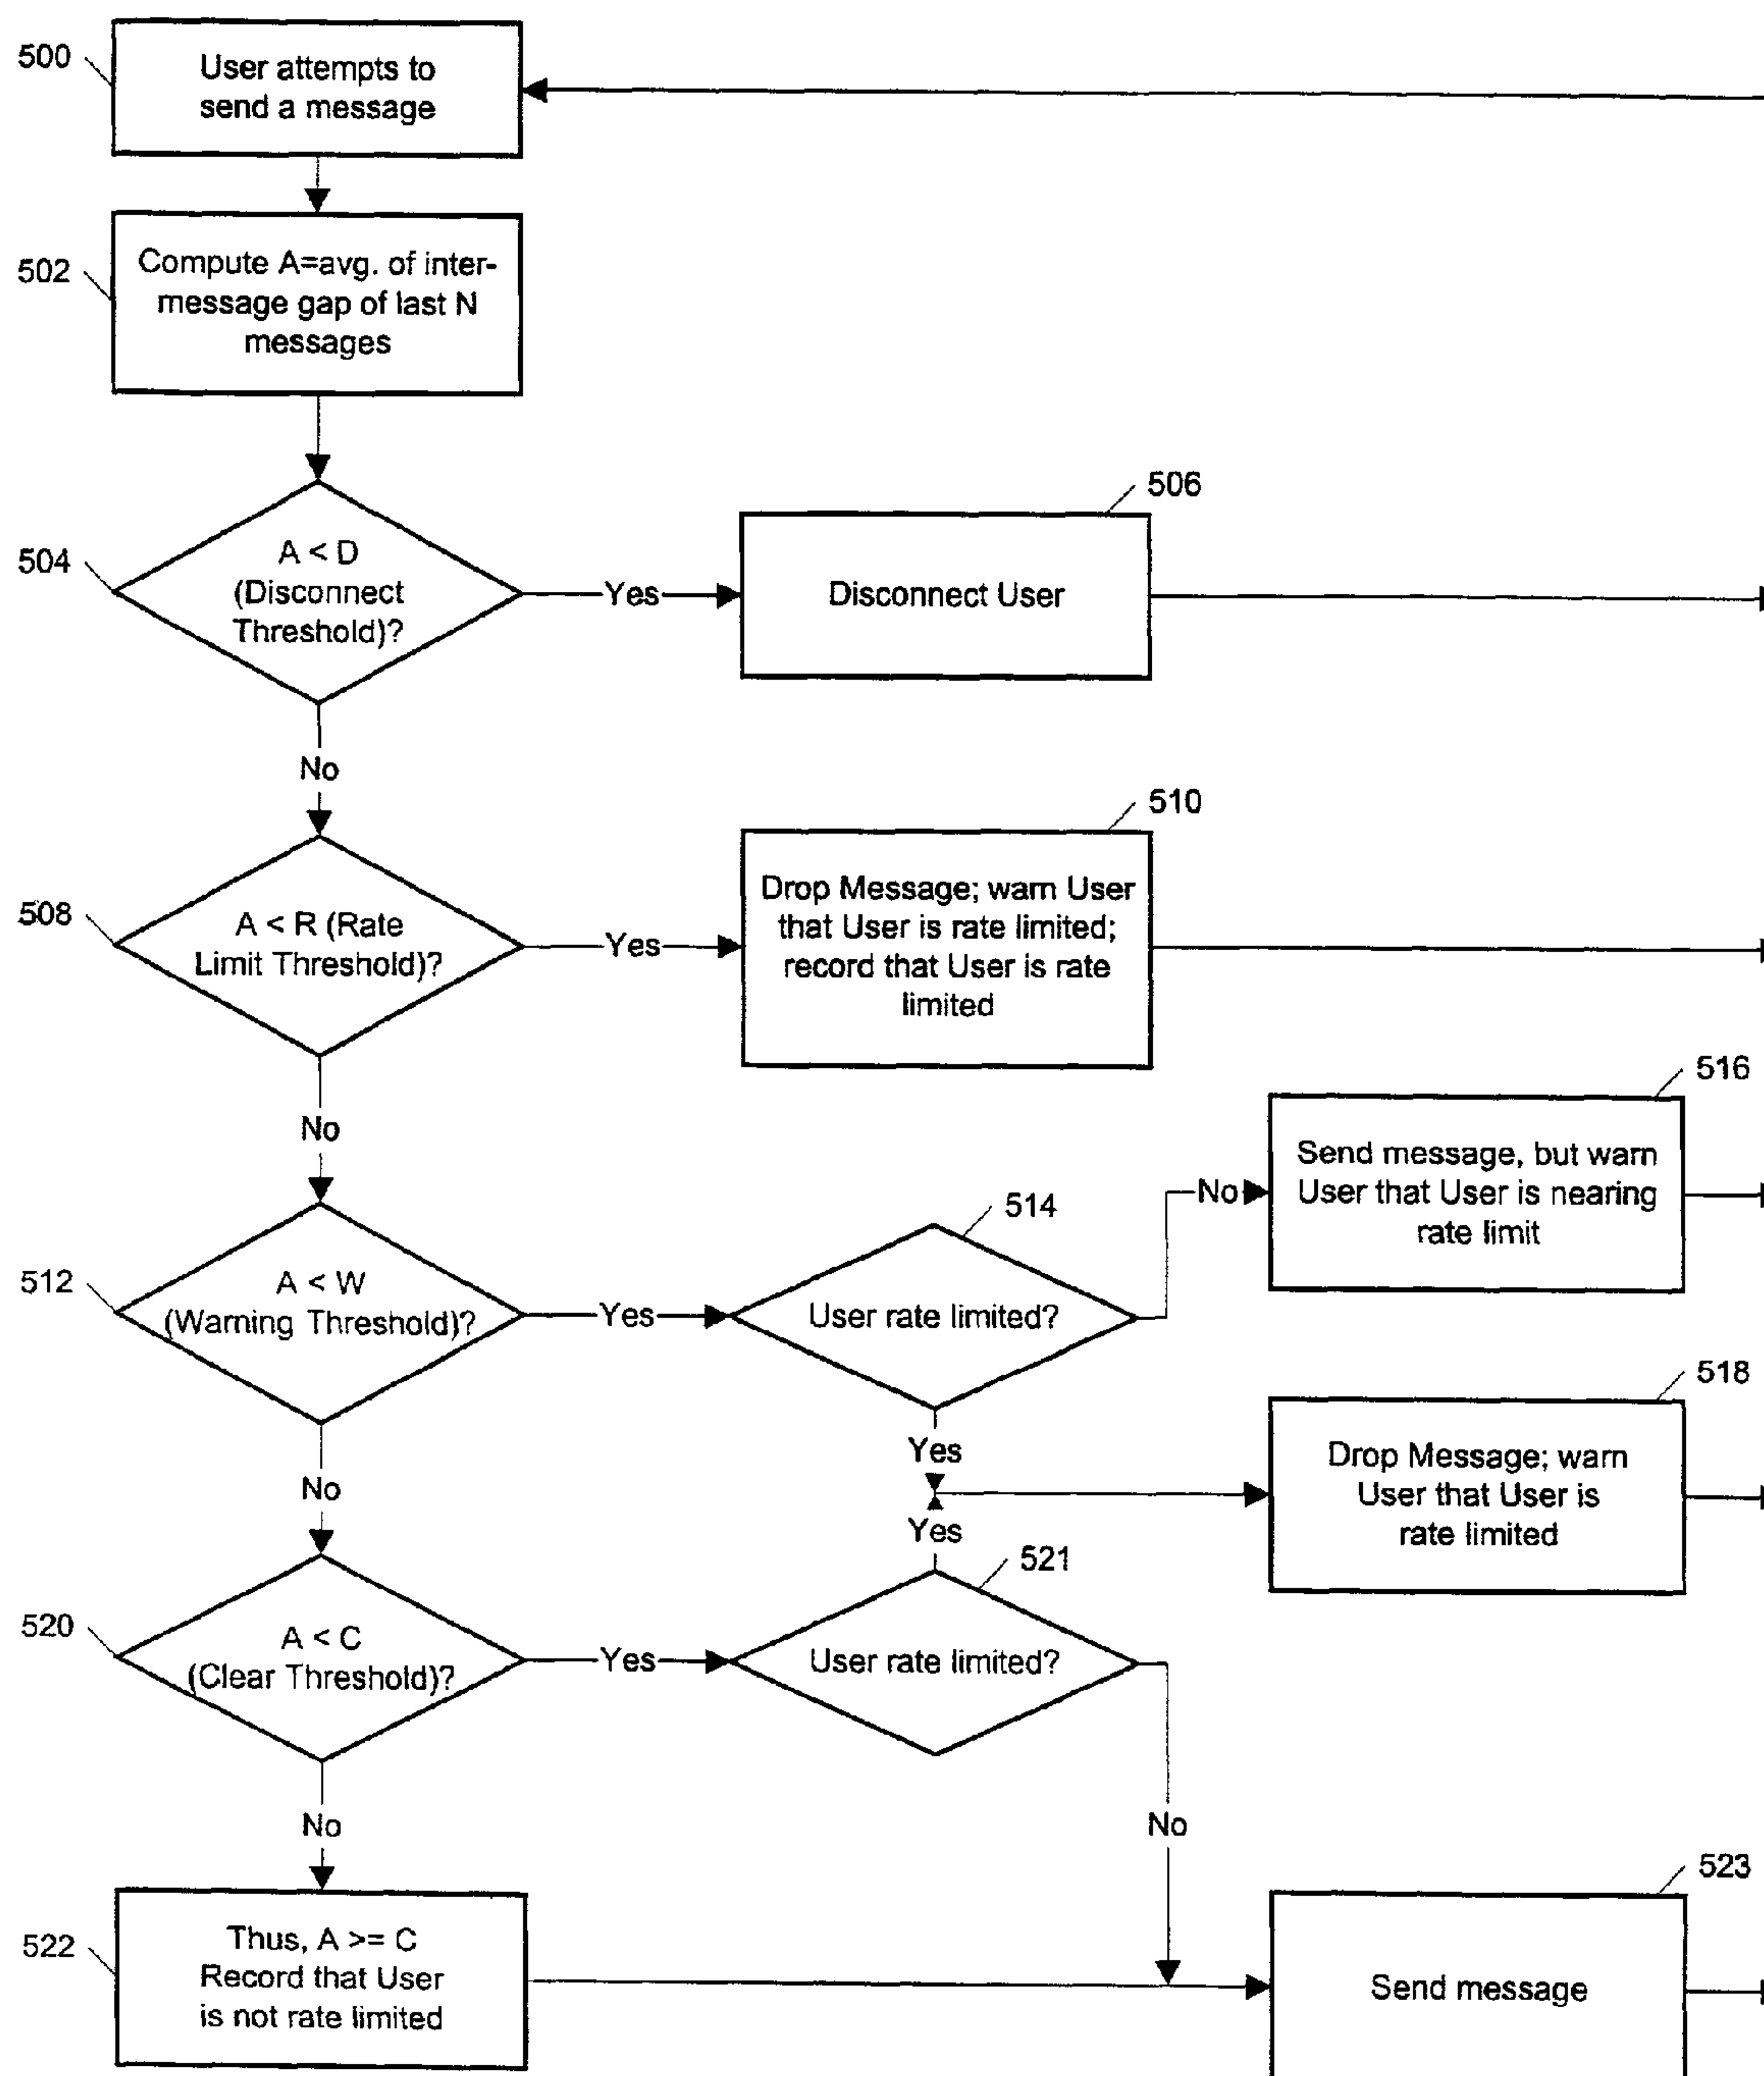 500
User attempts to
send a message
502
Compute A=avg. of inter-
message gap of last N
messages
504
A < D
(Disconnect
Threshold)?
Yes
506
Disconnect User
No
508
A < R (Rate
Limit Threshold)?
Yes
510
Drop Message; warn User
that User is rate limited;
record that User is rate
limited
No
512
A < W
(Warning Threshold)?
Yes
514
User rate limited?
No
516
Send message, but warn
User that User is nearing
rate limit
Yes
518
Drop Message; warn
User that User is
rate limited
No
520
A < C
(Clear Threshold)?
Yes
521
User rate limited?
Yes
No
No
522
Thus, A >= C
Record that User
is not rate limited
523
Send message